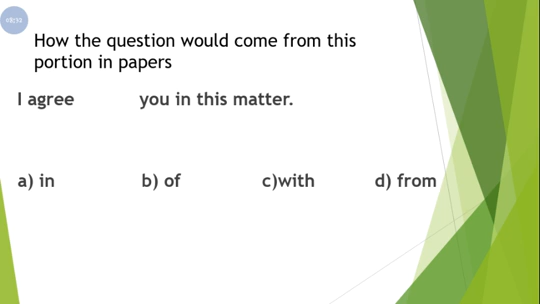 How the question would come from this
portion in papers
I agree you in this matter.
a) in b) of c)with d) from